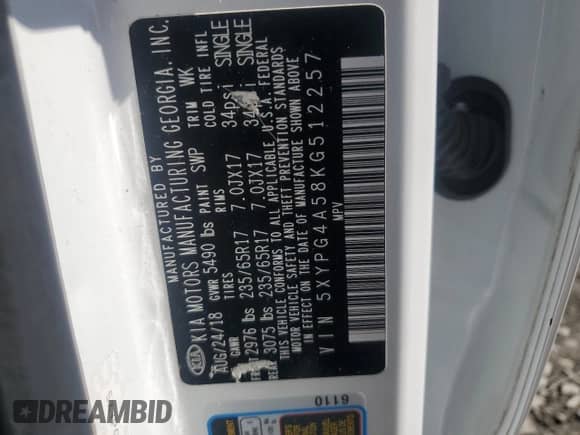 MANUFACTURED BY
KIA MOTORS MANUFACTURING GEORGIA, INC.
AUG/24/18 GVWR 5490 lbs PAINT SWP TRIM WK
GAWR TIRES RIMS COLD TIRE INFL
2976 lbs 235/65R17 7.0JX17 34psi SINGLE
REAR 3075 lbs 235/65R17 7.0JX17 34 SINGLE
THIS VEHICLE CONFORMS TO ALL APPLICABLE U.S.A. FEDERAL
MOTOR VEHICLE SAFETY AND THEFT PREVENTION STANDARDS
IN EFFECT ON THE DATE OF MANUFACTURE SHOWN ABOVE
VIN 5XYPG4A58KG512257
MPV
6110
DREAMBID